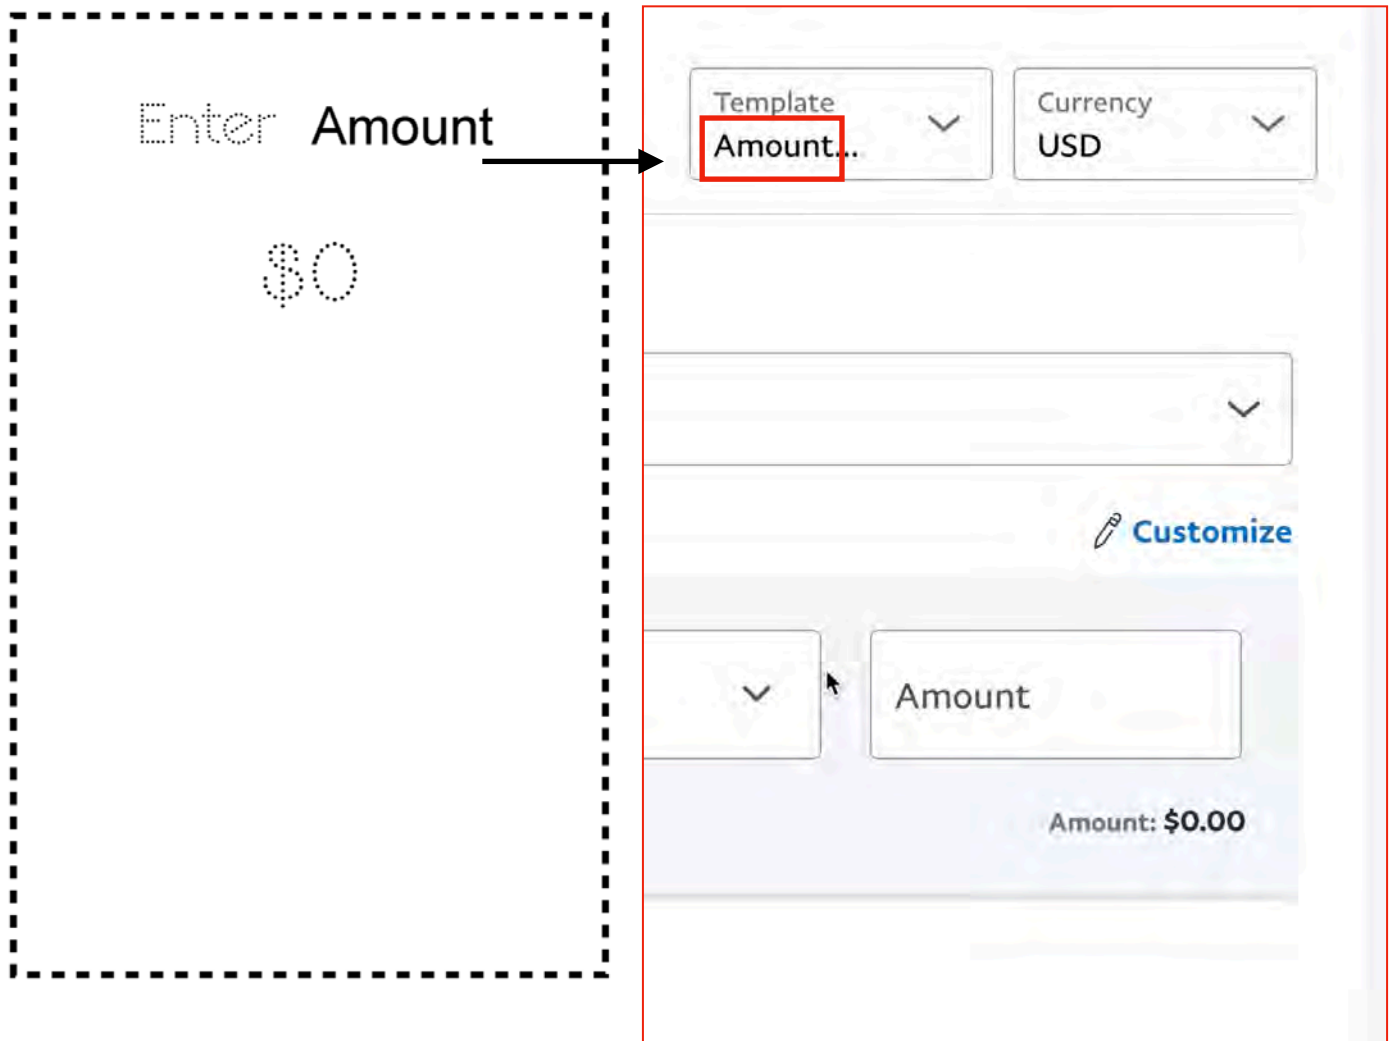 Enter Amount
$0
Template
Amount...
Currency
USD
Customize
Amount
Amount: $0.00